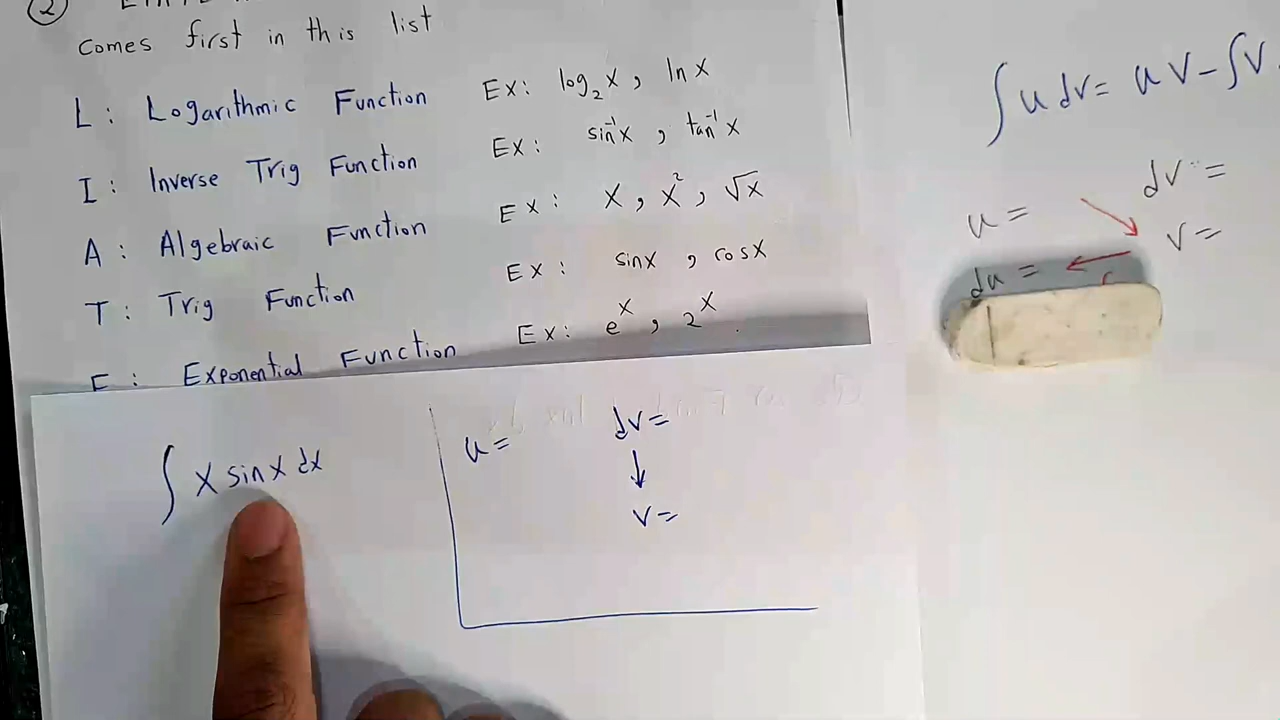 2
comes first in this list
L: Logarithmic Function Ex: log₂x, ln x
I: Inverse Trig Function Ex: sin⁻¹x, tan⁻¹x
A: Algebraic Function Ex: x, x², √x
T: Trig Function Ex: sinx, cosx
E: Exponential Function Ex: eˣ, 2ˣ
∫ x sinx dx
u =
dv =
v =
∫ u dv = uv - ∫ v
u =
dv =
du =
v =